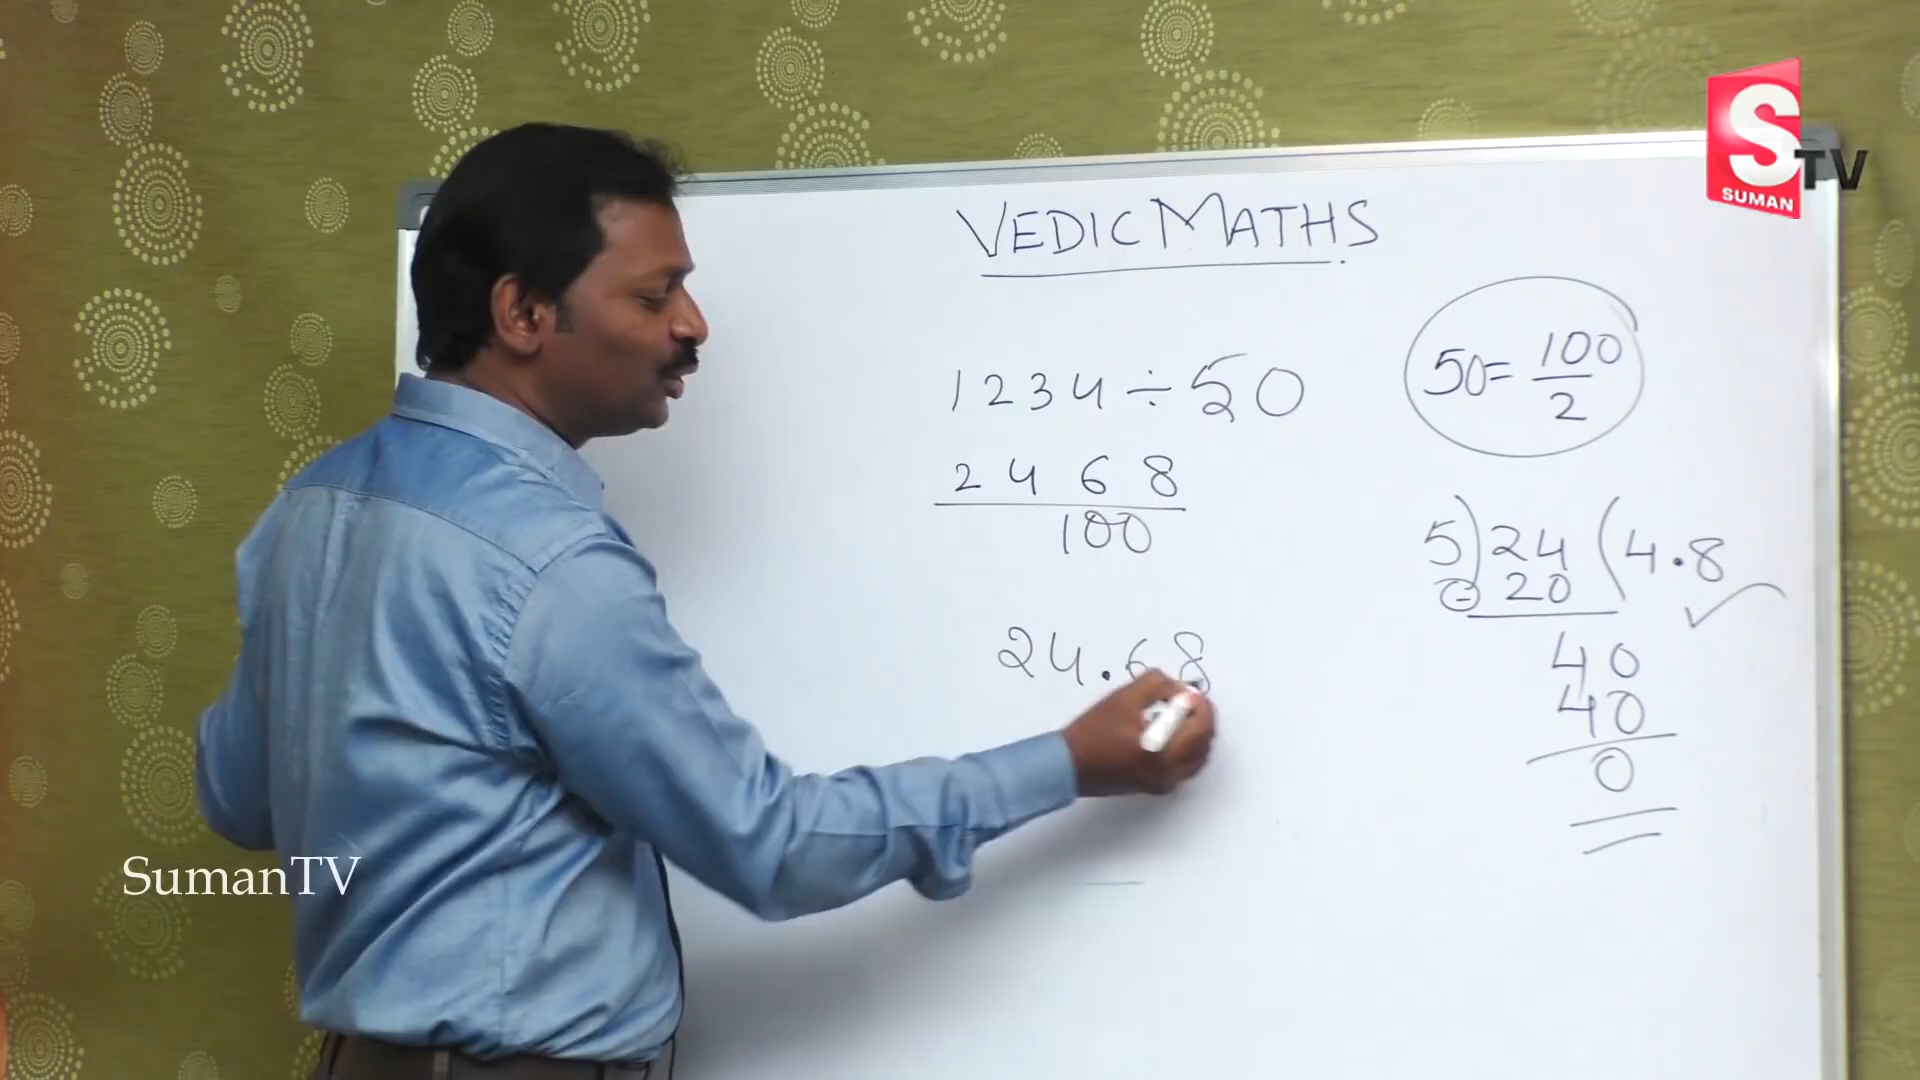 S TV
SUMAN
VEDIC MATHS.
1234 ÷ 50
2468
100
24.68
50 = 100
2
5) 24 (4.8
- 20
40
40
0
SumanTV